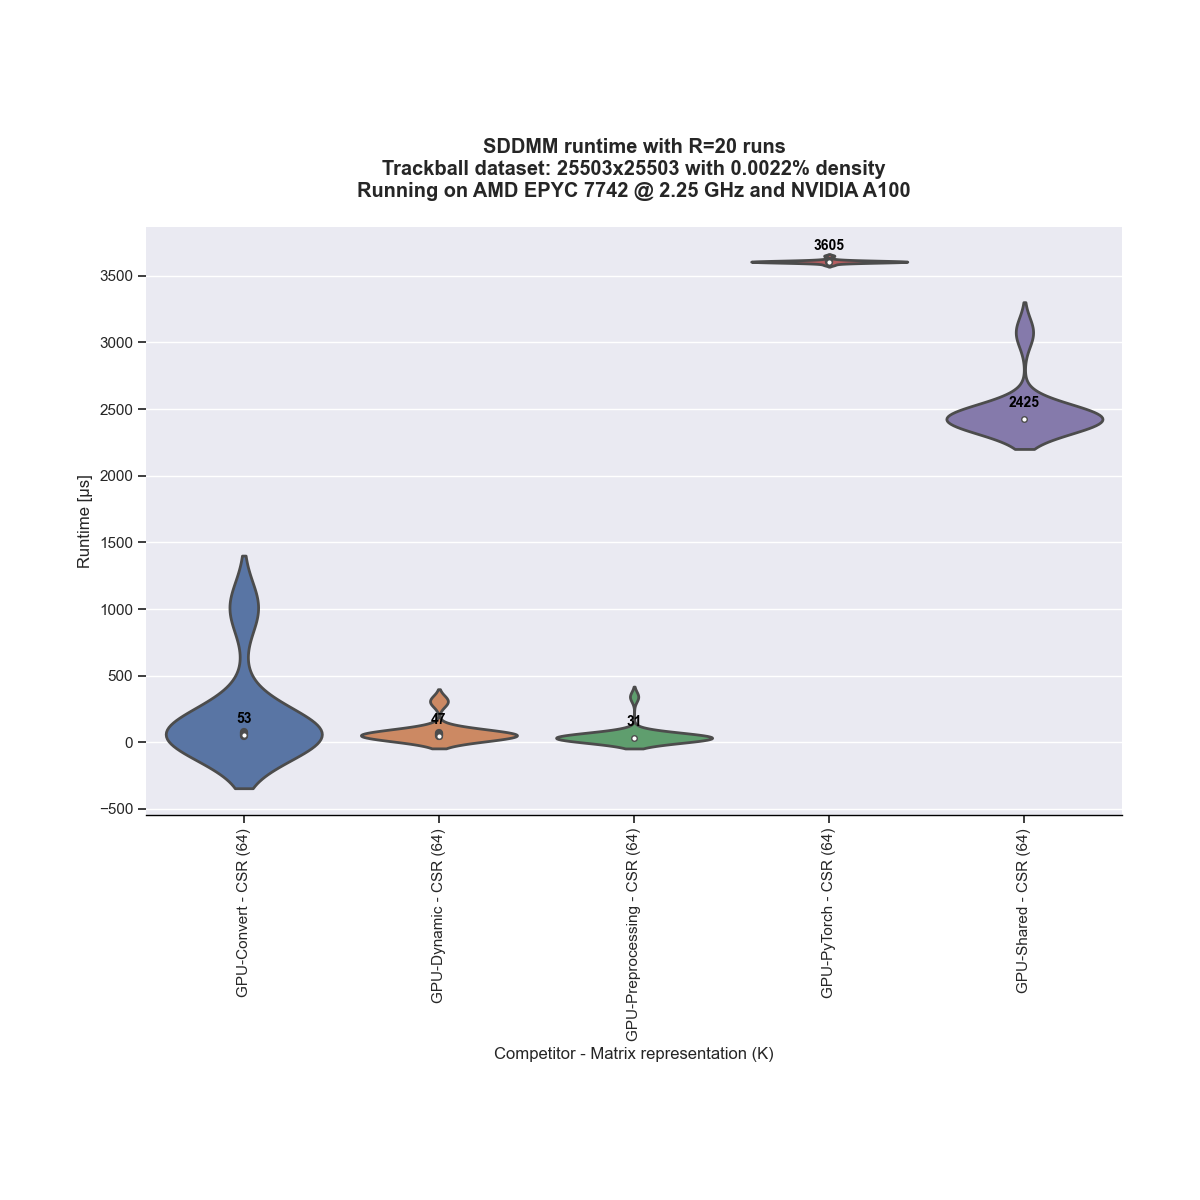 SDDMM runtime with R=20 runs
Trackball dataset: 25503x25503 with 0.0022% density
Running on AMD EPYC 7742 @ 2.25 GHz and NVIDIA A100
Runtime [μs]
3500
3000
2500
2000
1500
1000
500
0
−500
53
47
31
3605
2425
GPU-Convert - CSR (64)
GPU-Dynamic - CSR (64)
GPU-Preprocessing - CSR (64)
GPU-PyTorch - CSR (64)
GPU-Shared - CSR (64)
Competitor - Matrix representation (K)